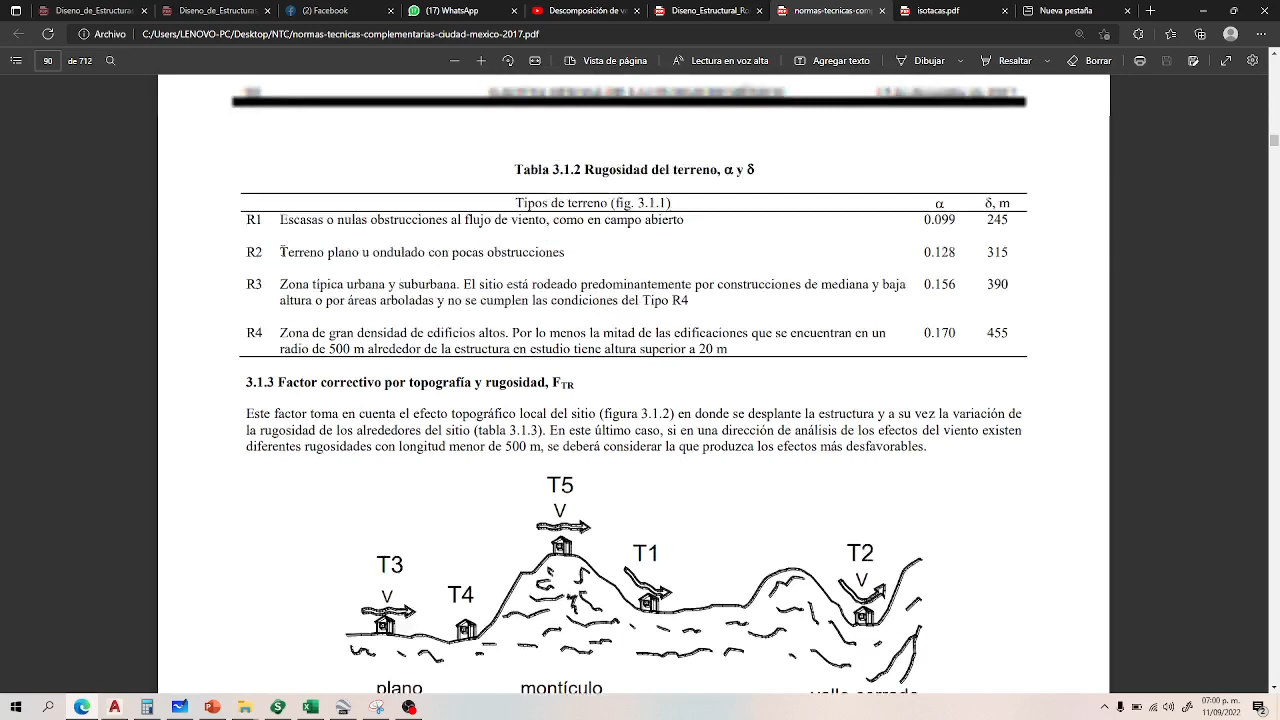 Diseno_de_Estructuras
Diseno_de_Estructuras
(2) Facebook
(17) WhatsApp
Descomposición de v
Diseno_Estructural_R
normas-tecnicas-com
isotacas.pdf
Nueva pestaña
Archivo C:/Users/LENOVO-PC/Desktop/NTC/normas-tecnicas-complementarias-ciudad-mexico-2017.pdf
90 de 712
Vista de página
Lectura en voz alta
Agregar texto
Dibujar
Resaltar
Borrar
Tabla 3.1.2 Rugosidad del terreno, α y δ
Tipos de terreno (fig. 3.1.1) α δ, m
R1 Escasas o nulas obstrucciones al flujo de viento, como en campo abierto 0.099 245
R2 Terreno plano u ondulado con pocas obstrucciones 0.128 315
R3 Zona típica urbana y suburbana. El sitio está rodeado predominantemente por construcciones de mediana y baja 0.156 390
altura o por áreas arboladas y no se cumplen las condiciones del Tipo R4
R4 Zona de gran densidad de edificios altos. Por lo menos la mitad de las edificaciones que se encuentran en un 0.170 455
radio de 500 m alrededor de la estructura en estudio tiene altura superior a 20 m
3.1.3 Factor correctivo por topografía y rugosidad, FTR
Este factor toma en cuenta el efecto topográfico local del sitio (figura 3.1.2) en donde se desplante la estructura y a su vez la variación de
la rugosidad de los alrededores del sitio (tabla 3.1.3). En este último caso, si en una dirección de análisis de los efectos del viento existen
diferentes rugosidades con longitud menor de 500 m, se deberá considerar la que produzca los efectos más desfavorables.
T5
V
T3
V
T4
T1
T2
V
plano
montículo
valle cerrado
07:00 p. m.
11/09/2022